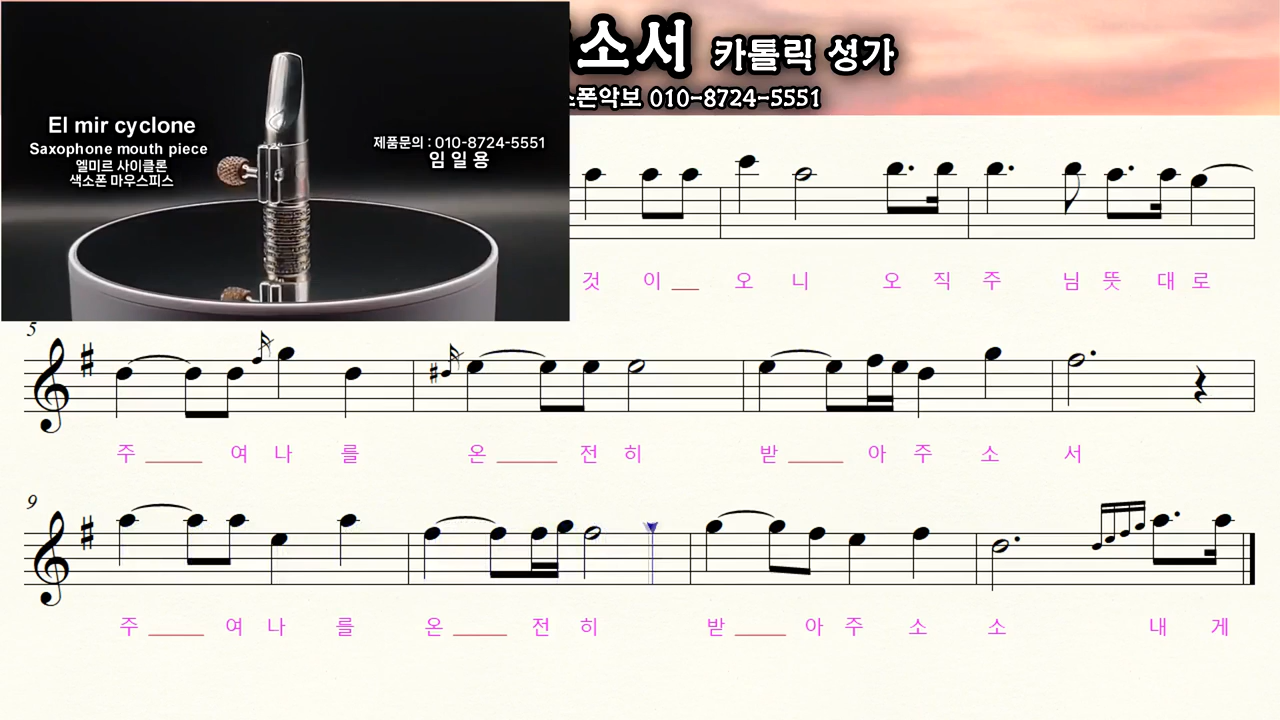 소서 카톨릭 성가
소폰악보 010-8724-5551
El mir cyclone
Saxophone mouth piece
엘미르 사이클론
색소폰 마우스피스
제품문의 : 010-8724-5551
임 일 용
것 이 오 니 오 직 주 님 뜻 대 로
5
주 여 나 를 온 전 히 받 아 주 소 서
9
주 여 나 를 온 전 히 받 아 주 소 소 내 게